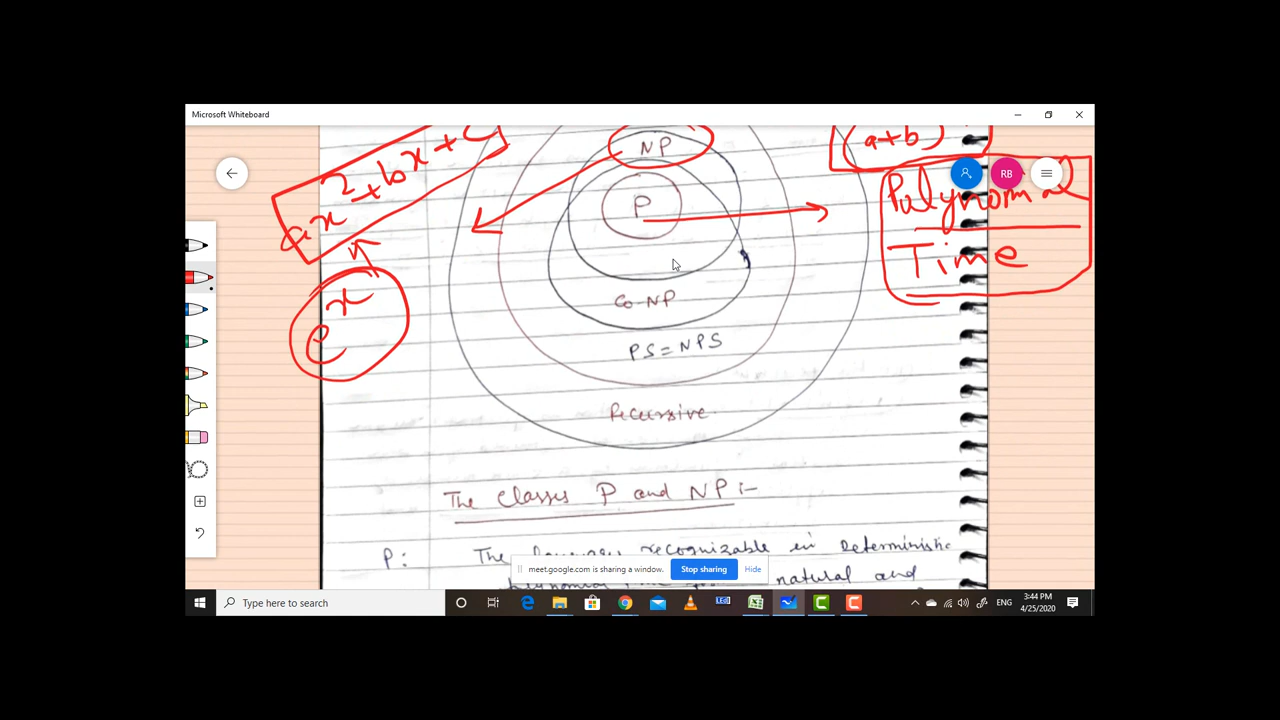 Microsoft Whiteboard
NP
(a+b)
ax²+bx+c
RB
P
Polynomial
Time
e^x
Co-NP
PS=NPS
Recursive
The Classes P and NP :-
P: The recognizable in Deterministic
natural and
meet.google.com is sharing a window. Stop sharing Hide
Type here to search
ENG
3:44 PM
4/25/2020